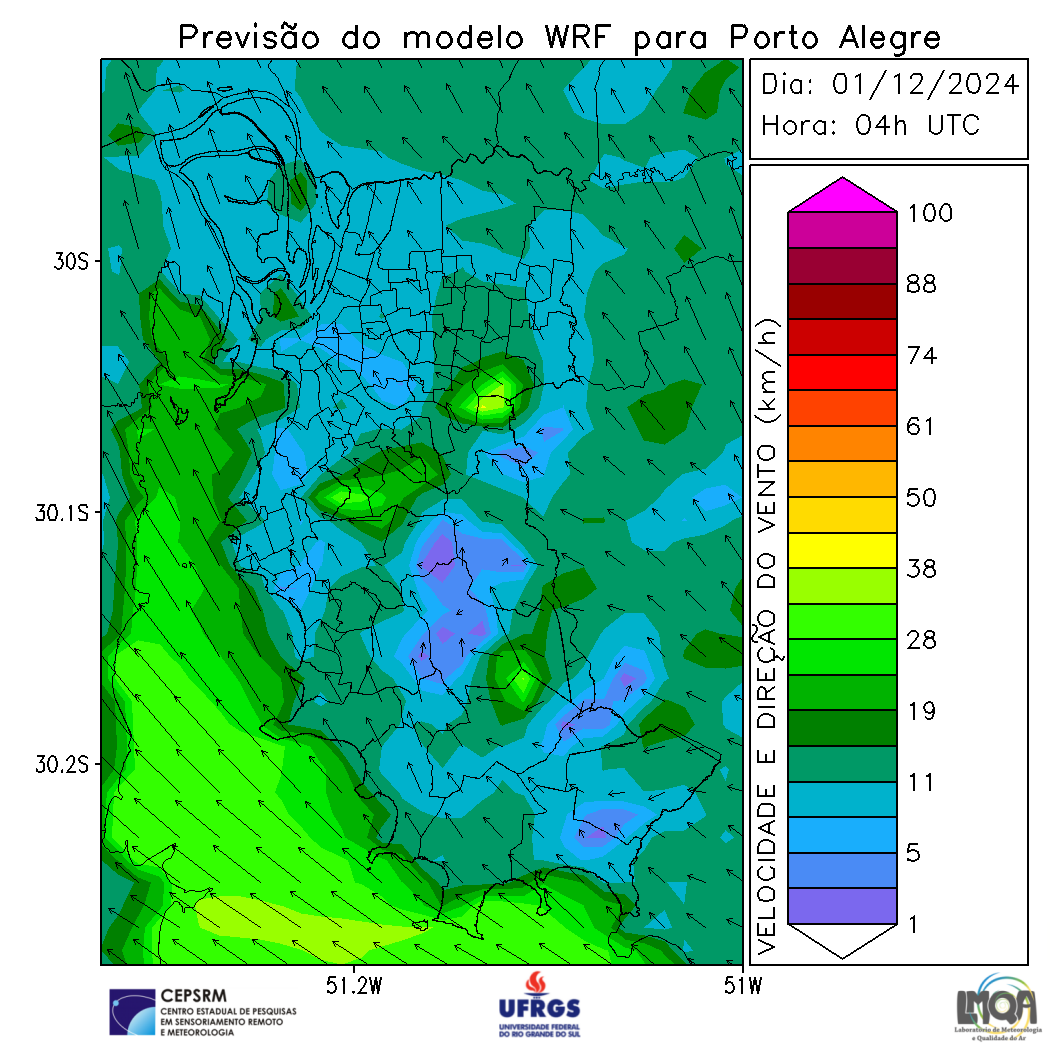 Previsão do modelo WRF para Porto Alegre
Dia: 01/12/2024
Hora: 04h UTC
30S
30.1S
30.2S
51.2W
51W
VELOCIDADE E DIREÇÃO DO VENTO (km/h)
100
88
74
61
50
38
28
19
11
5
1
CEPSRM
CENTRO ESTADUAL DE PESQUISAS
EM SENSORIAMENTO REMOTO
E METEOROLOGIA
UFRGS
UNIVERSIDADE FEDERAL
DO RIO GRANDE DO SUL
LMQA
Laboratório de Meteorologia
e Qualidade do Ar